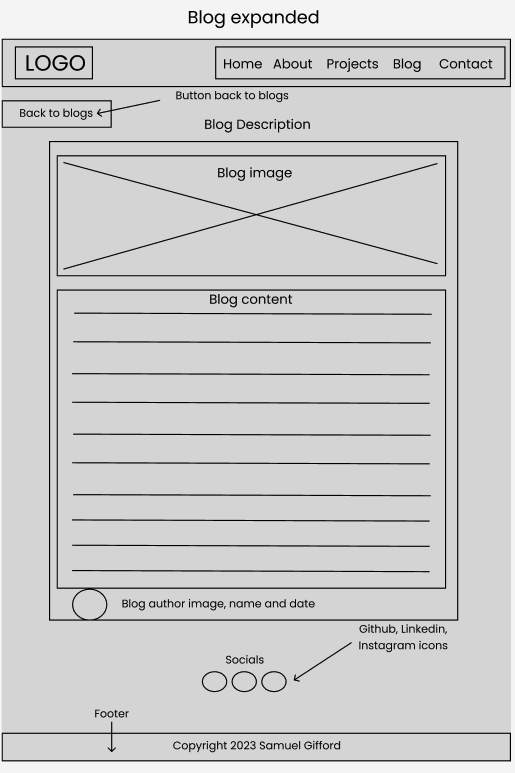 Blog expanded
LOGO
Home About Projects Blog Contact
Button back to blogs
Back to blogs
Blog Description
Blog image
Blog content
Blog author image, name and date
Github, Linkedin,
Instagram icons
Socials
Footer
Copyright 2023 Samuel Gifford